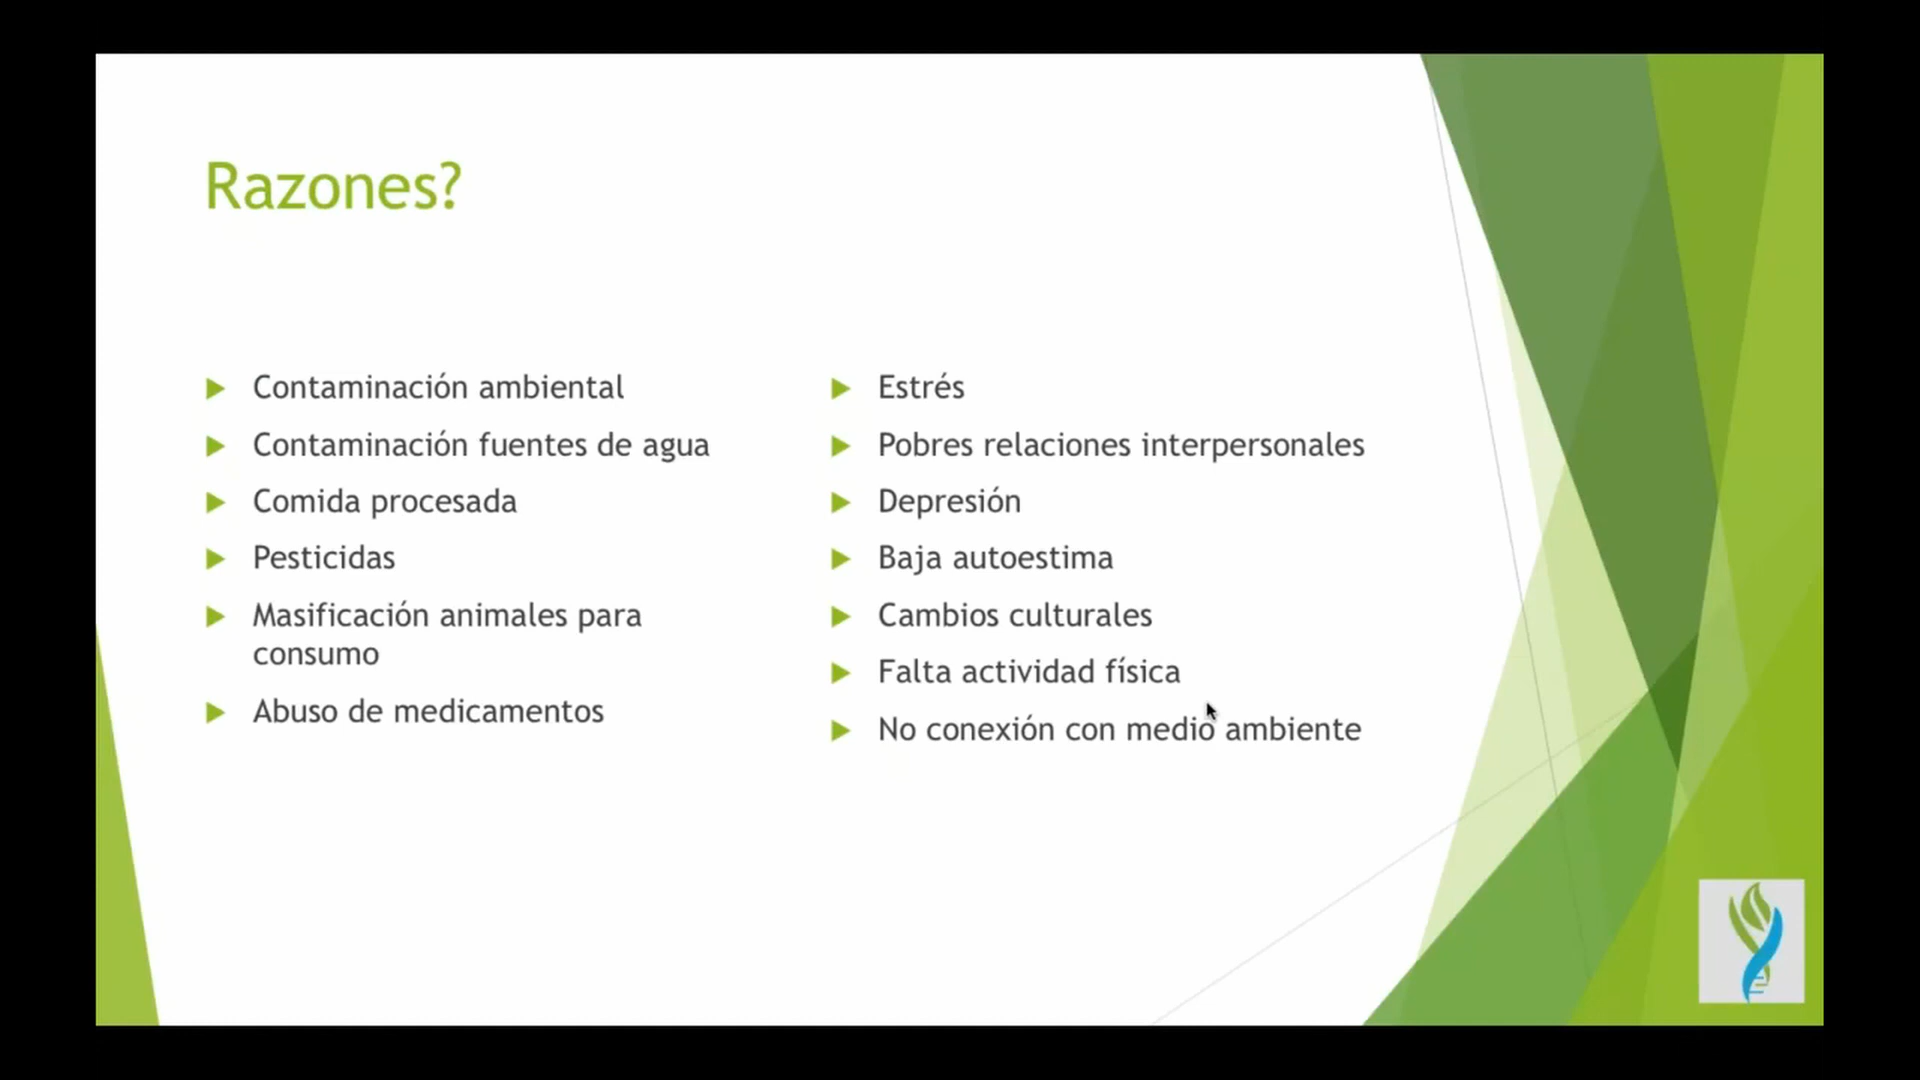 Razones?
Contaminación ambiental
Contaminación fuentes de agua
Comida procesada
Pesticidas
Masificación animales para
consumo
Abuso de medicamentos
Estrés
Pobres relaciones interpersonales
Depresión
Baja autoestima
Cambios culturales
Falta actividad física
No conexión con medio ambiente